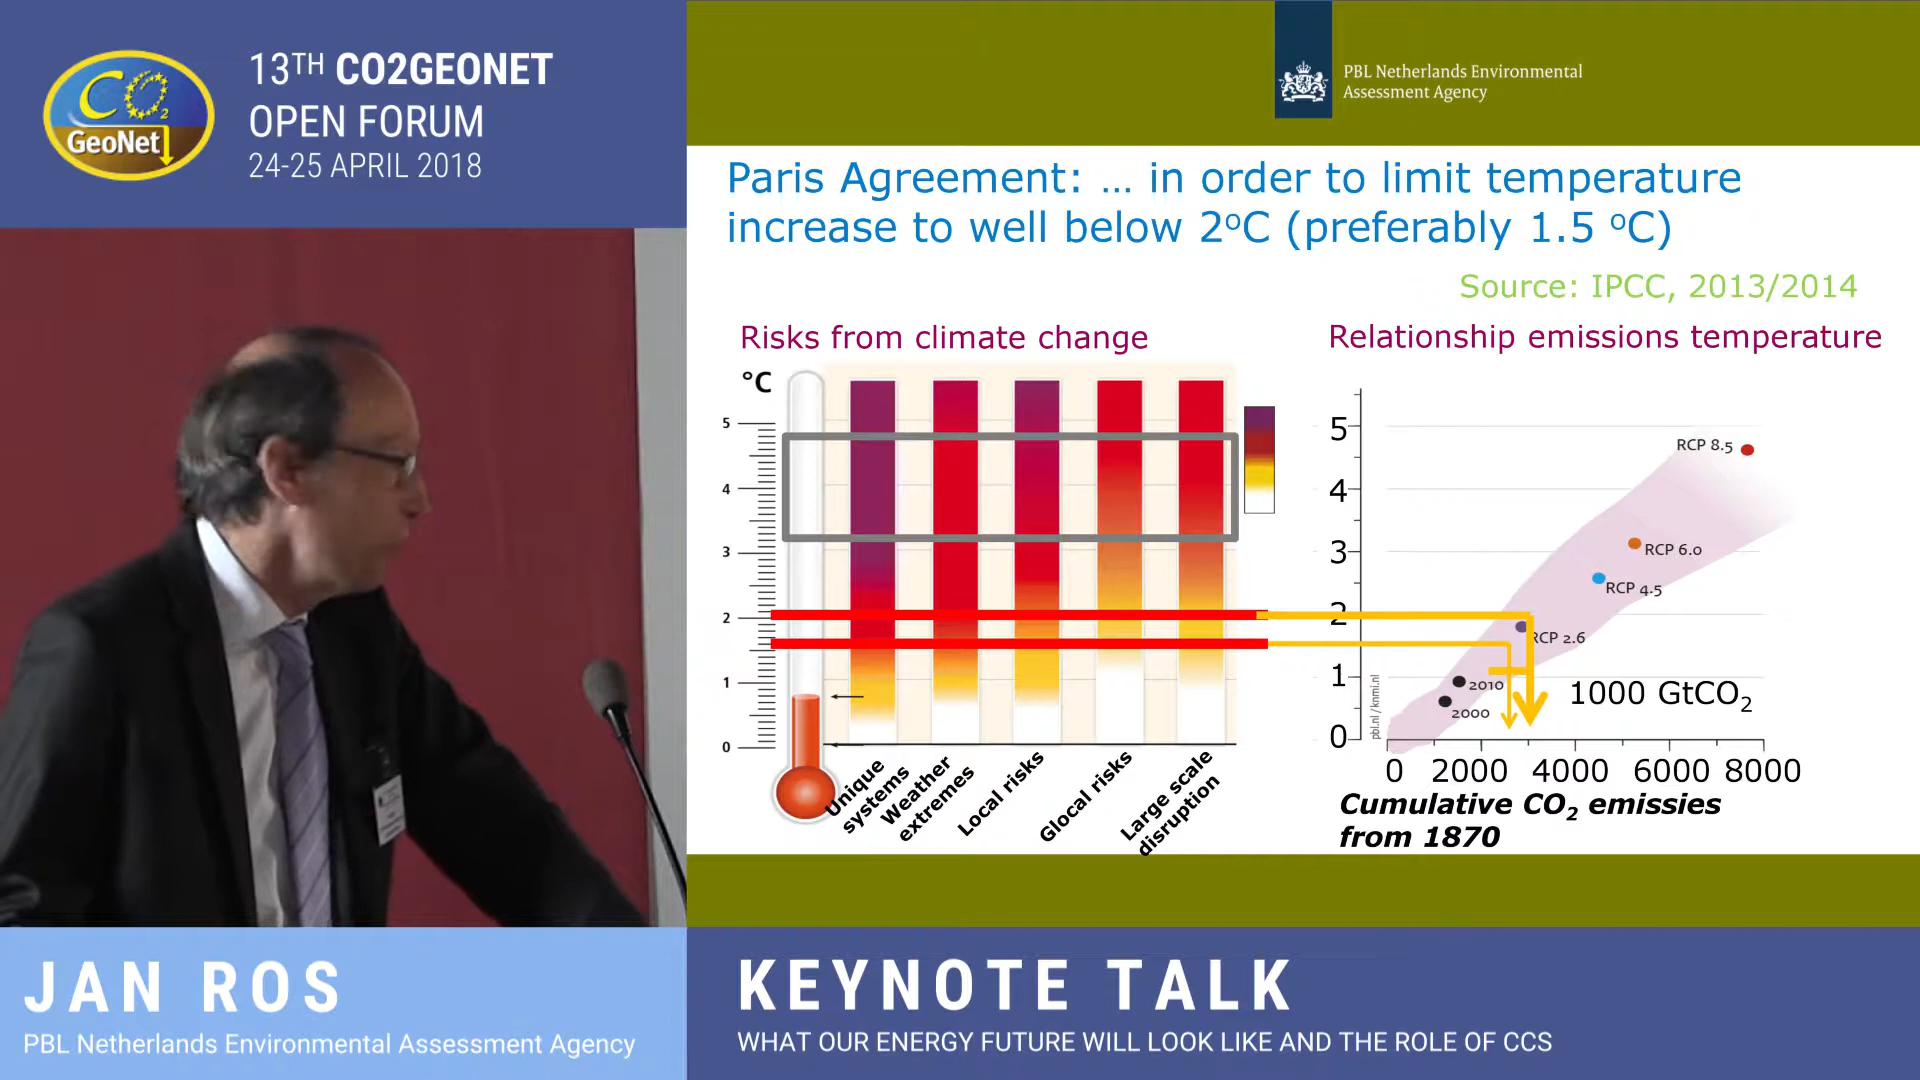 CO2
GeoNet
13TH CO2GEONET
OPEN FORUM
24-25 APRIL 2018
PBL Netherlands Environmental
Assessment Agency
Paris Agreement: ... in order to limit temperature
increase to well below 2°C (preferably 1.5 °C)
Source: IPCC, 2013/2014
Risks from climate change
°C
5
4
3
2
1
0
Unique
systems
Weather
extremes
Local risks
Glocal risks
Large scale
disruption
Relationship emissions temperature
5
4
3
2
1
0
RCP 8.5
RCP 6.0
RCP 4.5
RCP 2.6
2010
2000
pbl.nl / knmi.nl
1000 GtCO2
0 2000 4000 6000 8000
Cumulative CO2 emissies
from 1870
JAN ROS
PBL Netherlands Environmental Assessment Agency
KEYNOTE TALK
WHAT OUR ENERGY FUTURE WILL LOOK LIKE AND THE ROLE OF CCS